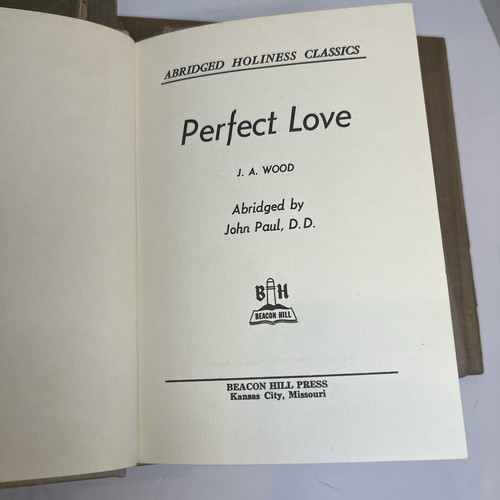 ABRIDGED HOLINESS CLASSICS
Perfect Love
J. A. WOOD
Abridged by
John Paul, D.D.
B H
BEACON HILL
BEACON HILL PRESS
Kansas City, Missouri